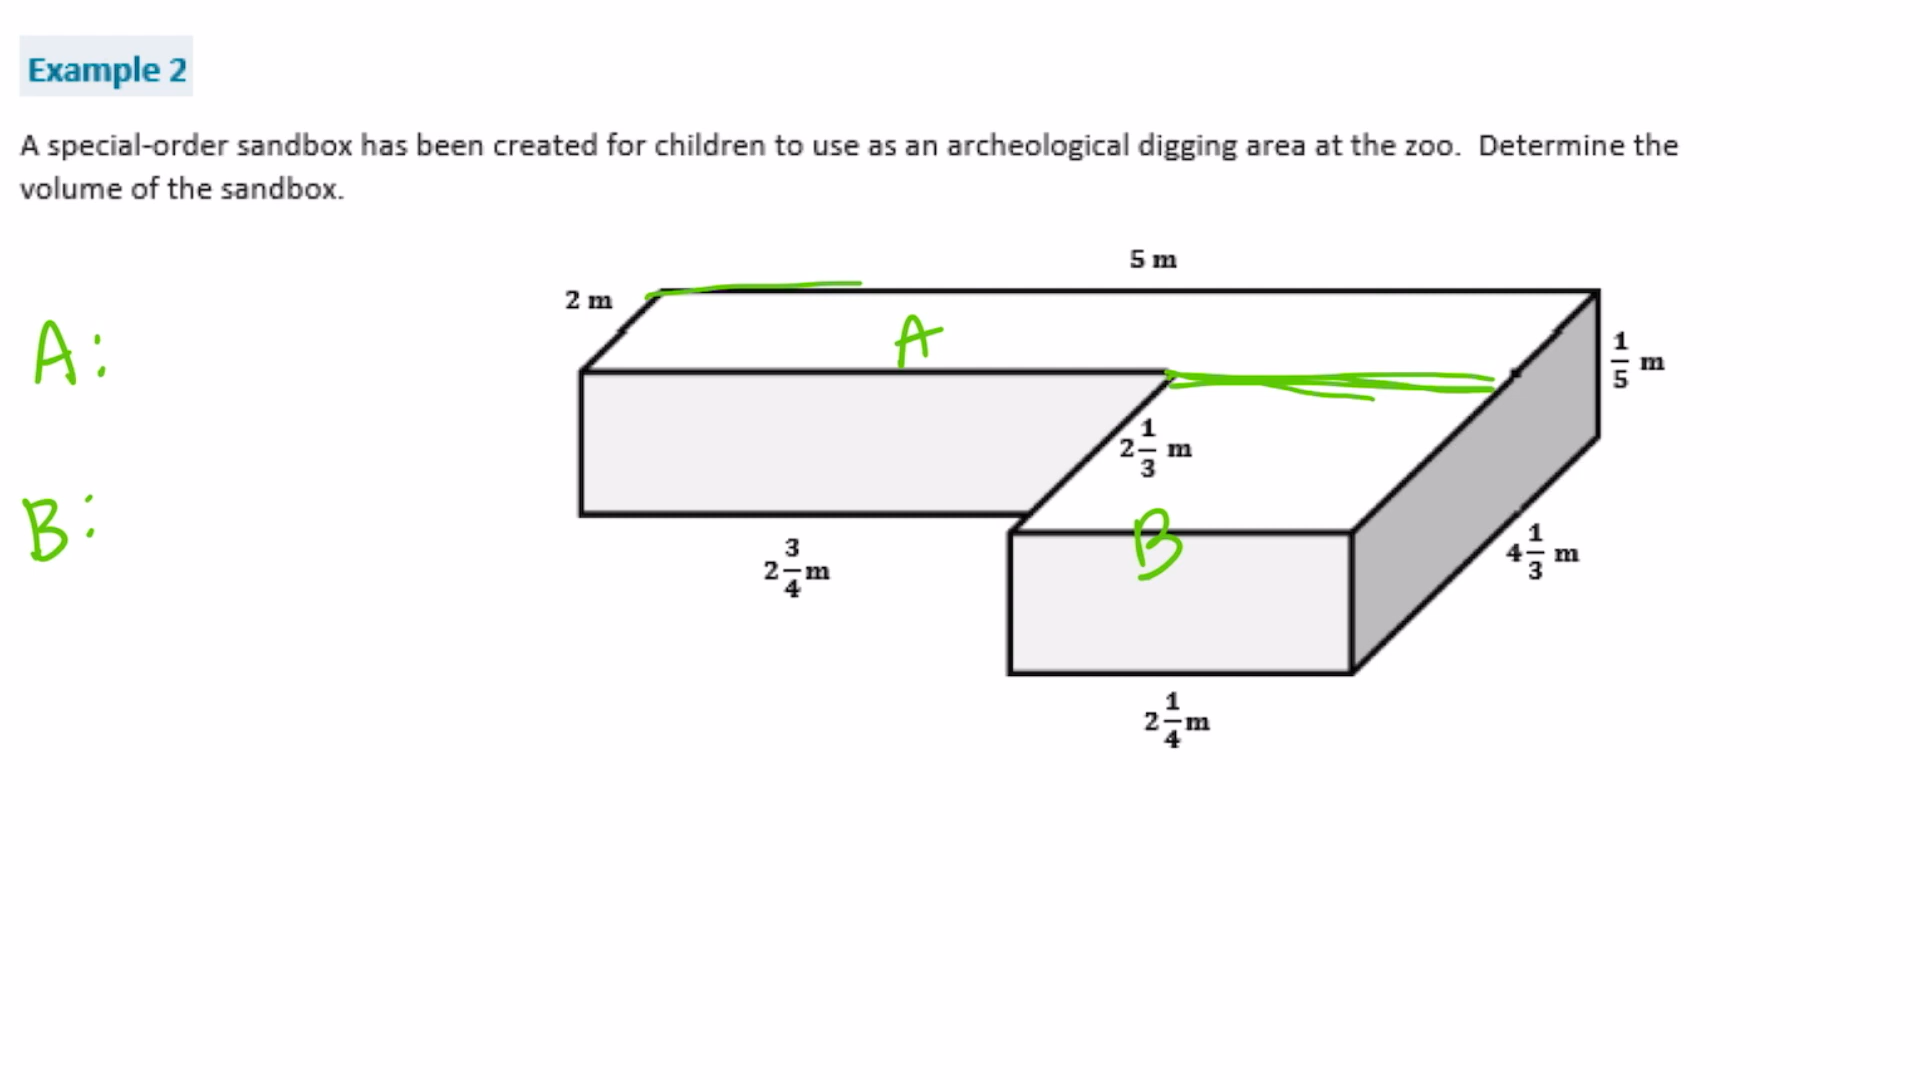 Example 2
A special-order sandbox has been created for children to use as an archeological digging area at the zoo. Determine the
volume of the sandbox.
5 m
2 m
A
A:
1/5 m
2 1/3 m
B
B:
2 3/4 m
4 1/3 m
2 1/4 m